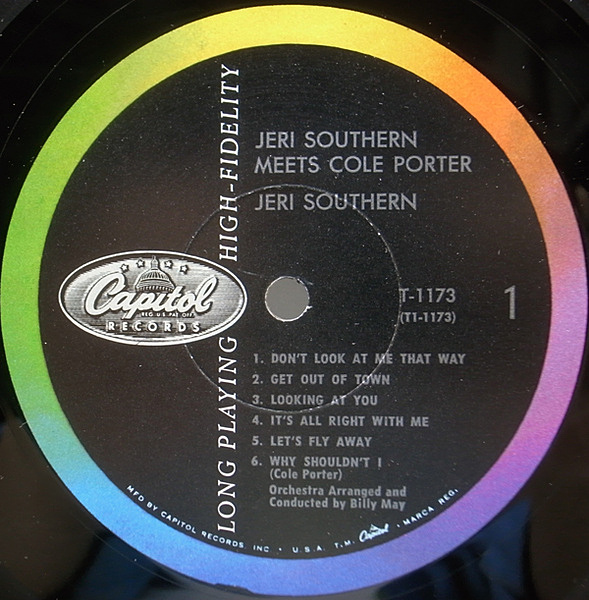 JERI SOUTHERN
MEETS COLE PORTER
JERI SOUTHERN
LONG PLAYING HIGH-FIDELITY
Capitol
REG. U.S. PAT. OFF.
RECORDS
T-1173
(T1-1173)
1
1. DON'T LOOK AT ME THAT WAY
2. GET OUT OF TOWN
3. LOOKING AT YOU
4. IT'S ALL RIGHT WITH ME
5. LET'S FLY AWAY
6. WHY SHOULDN'T I
(Cole Porter)
Orchestra Arranged and
Conducted by Billy May
MFD BY CAPITOL RECORDS INC • U.S.A. T.M. Capitol • MARCA REG.